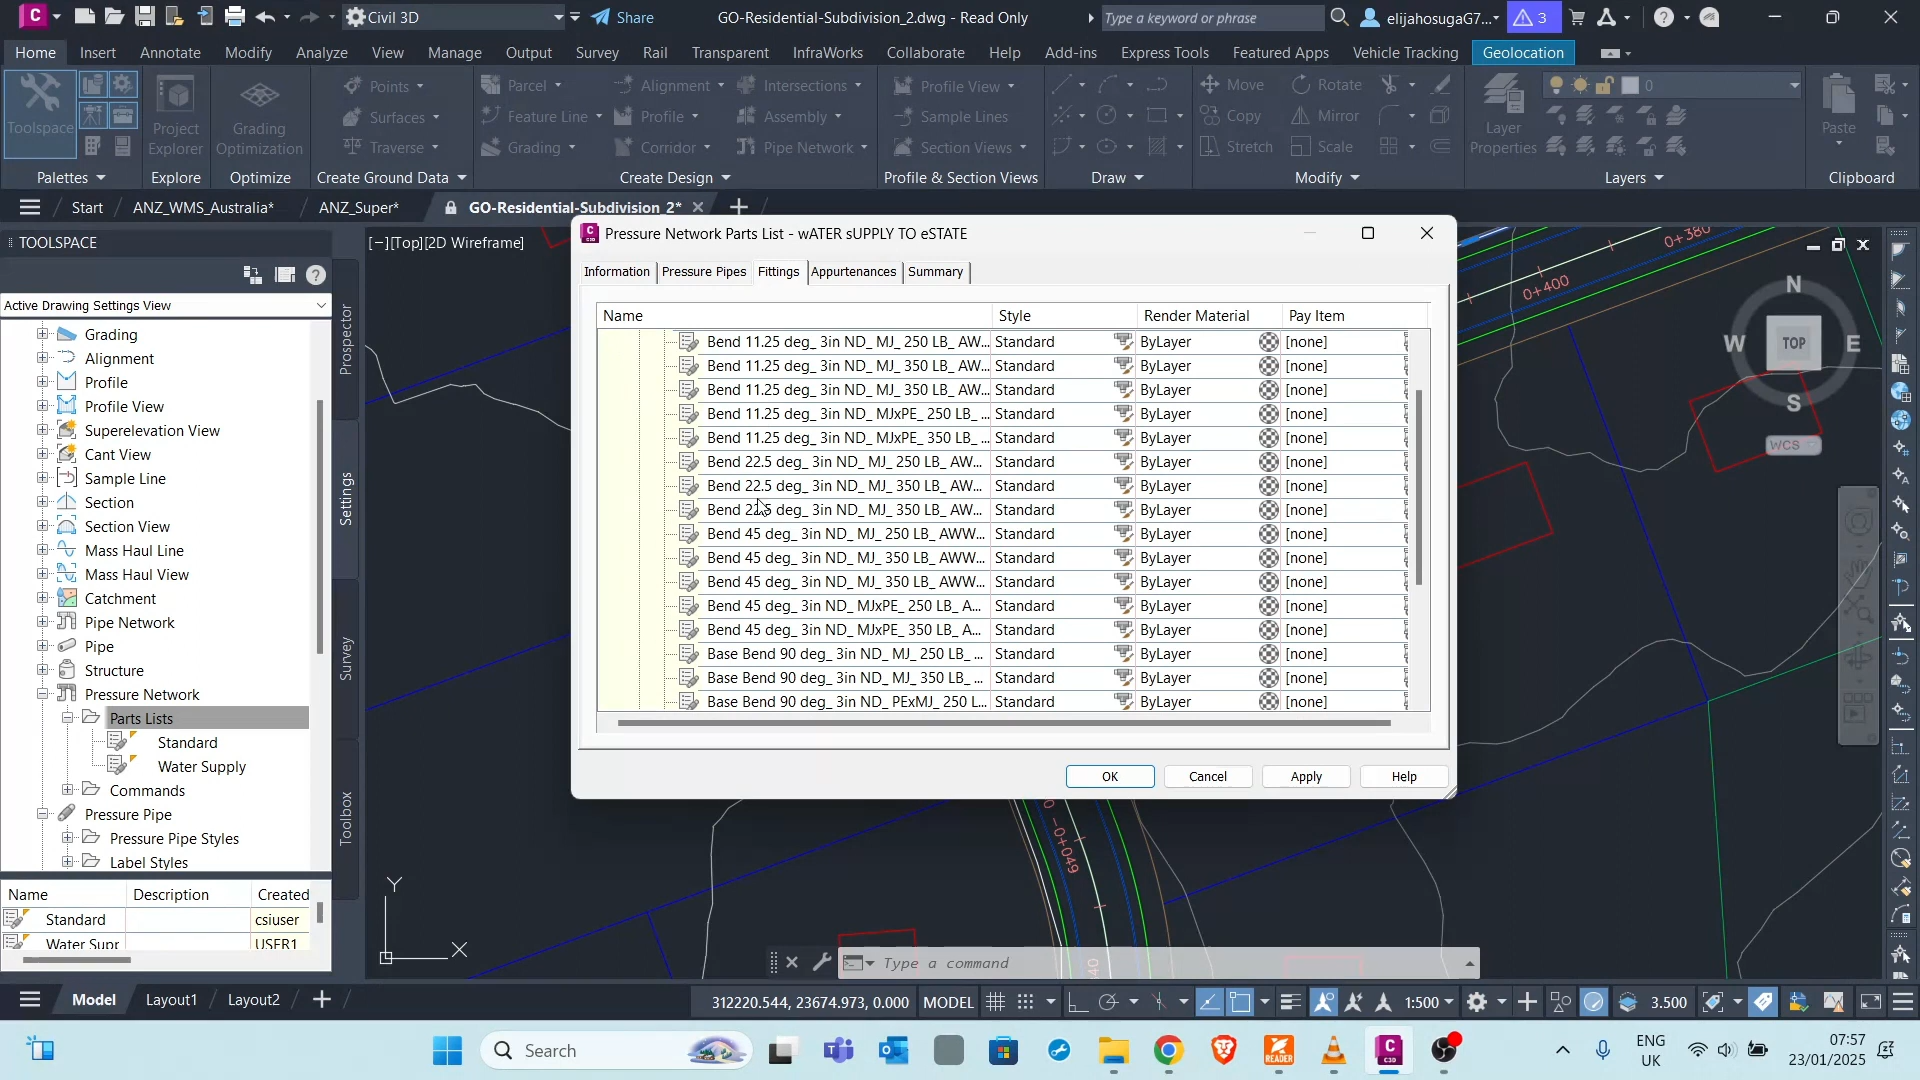 Civil 3D
Share
GO-Residential-Subdivision_2.dwg - Read Only
Type a keyword or phrase
elijahosugaG7...
3
Home Insert Annotate Modify Analyze View Manage Output Survey Rail Transparent InfraWorks Collaborate Help Add-ins Express Tools Featured Apps Vehicle Tracking Geolocation
Toolspace
Project Explorer
Grading Optimization
Points
Surfaces
Traverse
Parcel
Feature Line
Grading
Alignment
Profile
Corridor
Intersections
Assembly
Pipe Network
Profile View
Sample Lines
Section Views
Move
Copy
Stretch
Rotate
Mirror
Scale
Layer Properties
0
Paste
Palettes Explore Optimize Create Ground Data Create Design Profile & Section Views Draw Modify Layers Clipboard
Start ANZ_WMS_Australia* ANZ_Super* GO-Residential-Subdivision_2*
TOOLSPACE
Active Drawing Settings View
Grading
Alignment
Profile
Profile View
Superelevation View
Cant View
Sample Line
Section
Section View
Mass Haul Line
Mass Haul View
Catchment
Pipe Network
Pipe
Structure
Pressure Network
Parts Lists
Standard
Water Supply
Commands
Pressure Pipe
Pressure Pipe Styles
Label Styles
Prospector
Settings
Survey
Toolbox
Name Description Created
Standard csiuser
Water Supr USER1
[−][Top][2D Wireframe]
Pressure Network Parts List - wATER sUPPLY TO eSTATE
Information Pressure Pipes Fittings Appurtenances Summary
Name Style Render Material Pay Item
Bend 11.25 deg_ 3in ND_ MJ_ 250 LB_ AW... Standard ByLayer [none]
Bend 11.25 deg_ 3in ND_ MJ_ 350 LB_ AW... Standard ByLayer [none]
Bend 11.25 deg_ 3in ND_ MJ_ 350 LB_ AW... Standard ByLayer [none]
Bend 11.25 deg_ 3in ND_ MJxPE_ 250 LB_ ... Standard ByLayer [none]
Bend 11.25 deg_ 3in ND_ MJxPE_ 350 LB_ ... Standard ByLayer [none]
Bend 22.5 deg_ 3in ND_ MJ_ 250 LB_ AW... Standard ByLayer [none]
Bend 22.5 deg_ 3in ND_ MJ_ 350 LB_ AW... Standard ByLayer [none]
Bend 22.5 deg_ 3in ND_ MJ_ 350 LB_ AW... Standard ByLayer [none]
Bend 45 deg_ 3in ND_ MJ_ 250 LB_ AWW... Standard ByLayer [none]
Bend 45 deg_ 3in ND_ MJ_ 350 LB_ AWW... Standard ByLayer [none]
Bend 45 deg_ 3in ND_ MJ_ 350 LB_ AWW... Standard ByLayer [none]
Bend 45 deg_ 3in ND_ MJxPE_ 250 LB_ A... Standard ByLayer [none]
Bend 45 deg_ 3in ND_ MJxPE_ 350 LB_ A... Standard ByLayer [none]
Base Bend 90 deg_ 3in ND_ MJ_ 250 LB_ ... Standard ByLayer [none]
Base Bend 90 deg_ 3in ND_ MJ_ 350 LB_ ... Standard ByLayer [none]
Base Bend 90 deg_ 3in ND_ PExMJ_ 250 L... Standard ByLayer [none]
OK Cancel Apply Help
0+380
0+400
-0+049
N
W TOP E
S
WCS
Y
X
Type a command
Model Layout1 Layout2
312220.544, 23674.973, 0.000 MODEL 1:500 3.500
Search
ENG
UK
07:57
23/01/2025